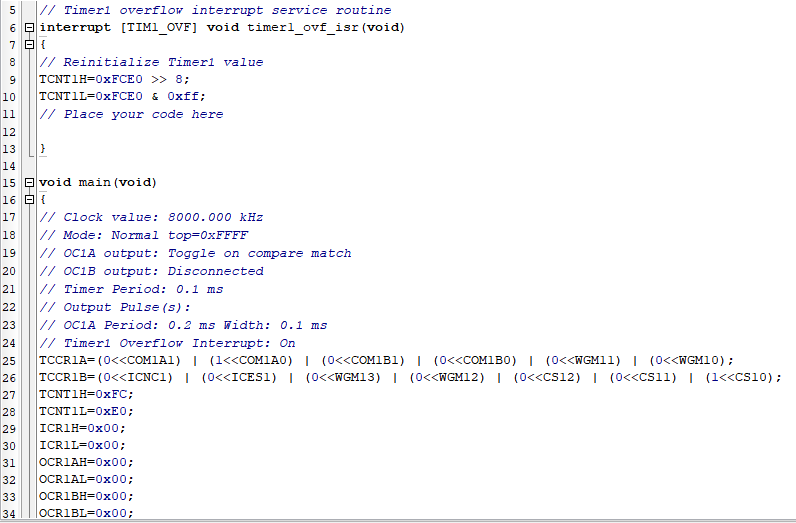 5 // Timer1 overflow interrupt service routine
6 interrupt [TIM1_OVF] void timer1_ovf_isr(void)
7 {
8 // Reinitialize Timer1 value
9 TCNT1H=0xFCE0 >> 8;
10 TCNT1L=0xFCE0 & 0xff;
11 // Place your code here
12
13 }
14
15 void main(void)
16 {
17 // Clock value: 8000.000 kHz
18 // Mode: Normal top=0xFFFF
19 // OC1A output: Toggle on compare match
20 // OC1B output: Disconnected
21 // Timer Period: 0.1 ms
22 // Output Pulse(s):
23 // OC1A Period: 0.2 ms Width: 0.1 ms
24 // Timer1 Overflow Interrupt: On
25 TCCR1A=(0<<COM1A1) | (1<<COM1A0) | (0<<COM1B1) | (0<<COM1B0) | (0<<WGM11) | (0<<WGM10);
26 TCCR1B=(0<<ICNC1) | (0<<ICES1) | (0<<WGM13) | (0<<WGM12) | (0<<CS12) | (0<<CS11) | (1<<CS10);
27 TCNT1H=0xFC;
28 TCNT1L=0xE0;
29 ICR1H=0x00;
30 ICR1L=0x00;
31 OCR1AH=0x00;
32 OCR1AL=0x00;
33 OCR1BH=0x00;
34 OCR1BL=0x00;